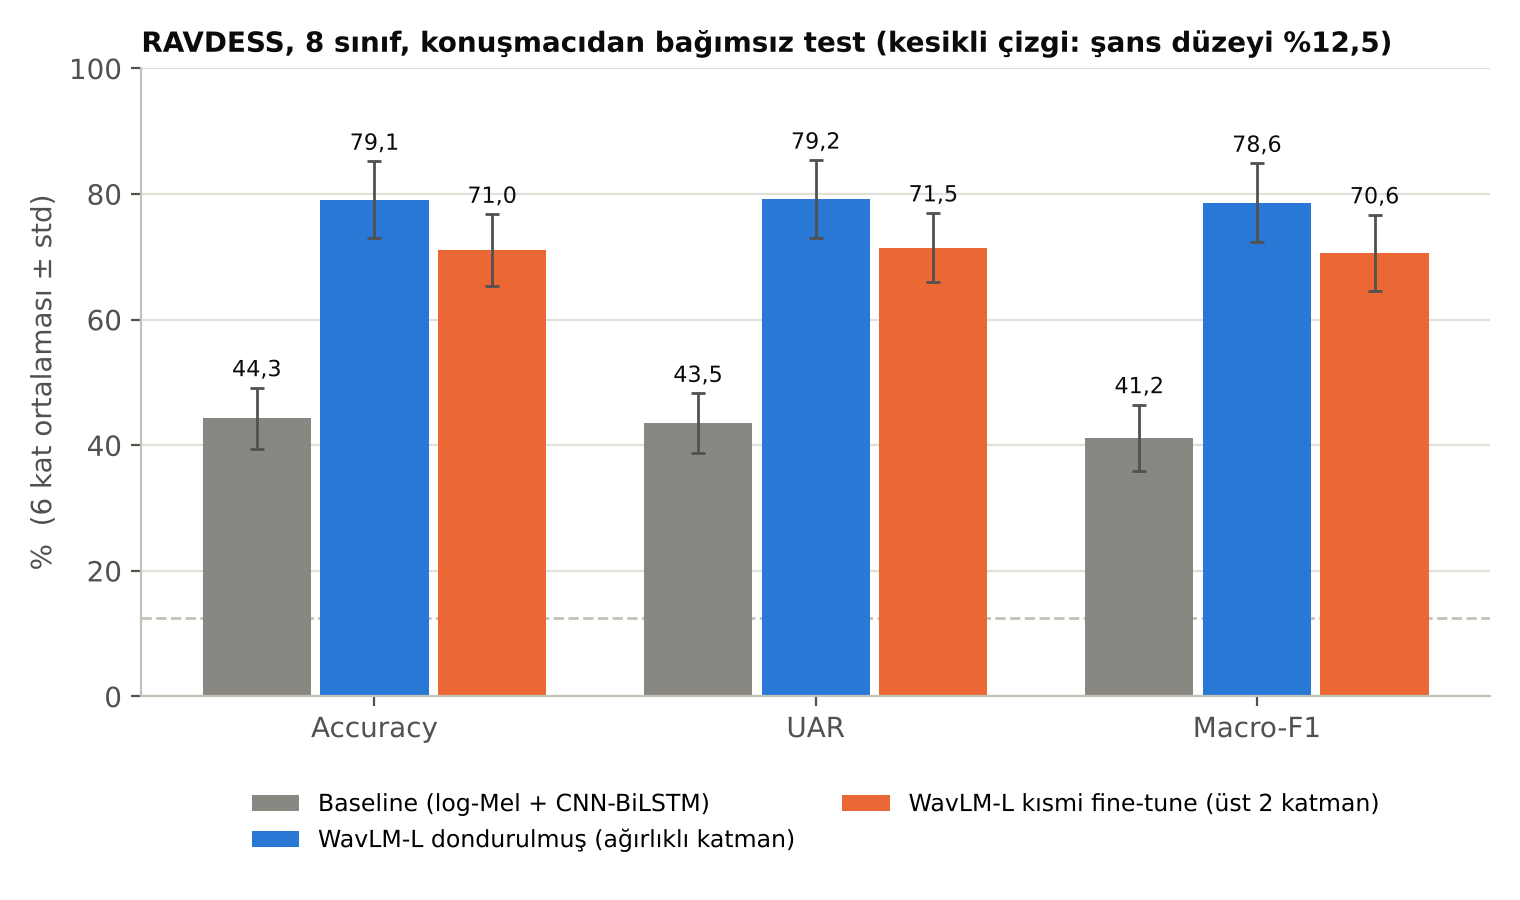 RAVDESS, 8 sınıf, konuşmacıdan bağımsız test (kesikli çizgi: şans düzeyi %12,5)
% (6 kat ortalaması ± std)
100
80
60
40
20
0
44,3
79,1
71,0
43,5
79,2
71,5
41,2
78,6
70,6
Accuracy
UAR
Macro-F1
Baseline (log-Mel + CNN-BiLSTM)
WavLM-L dondurulmuş (ağırlıklı katman)
WavLM-L kısmi fine-tune (üst 2 katman)